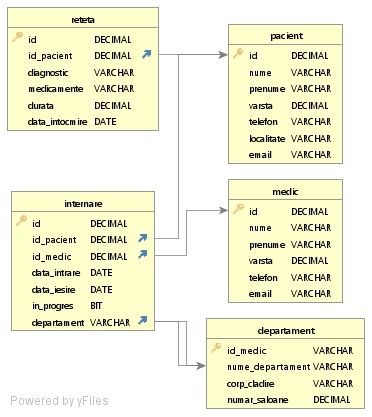 reteta
id DECIMAL
id_pacient DECIMAL
diagnostic VARCHAR
medicamente VARCHAR
durata DECIMAL
data_intocmire DATE
pacient
id DECIMAL
nume VARCHAR
prenume VARCHAR
varsta DECIMAL
telefon VARCHAR
localitate VARCHAR
email VARCHAR
internare
id DECIMAL
id_pacient DECIMAL
id_medic DECIMAL
data_intrare DATE
data_iesire DATE
in_progres BIT
departament VARCHAR
medic
id DECIMAL
nume VARCHAR
prenume VARCHAR
varsta DECIMAL
telefon VARCHAR
email VARCHAR
departament
id_medic VARCHAR
nume_departament VARCHAR
corp_cladire VARCHAR
numar_saloane DECIMAL
Powered by yFiles